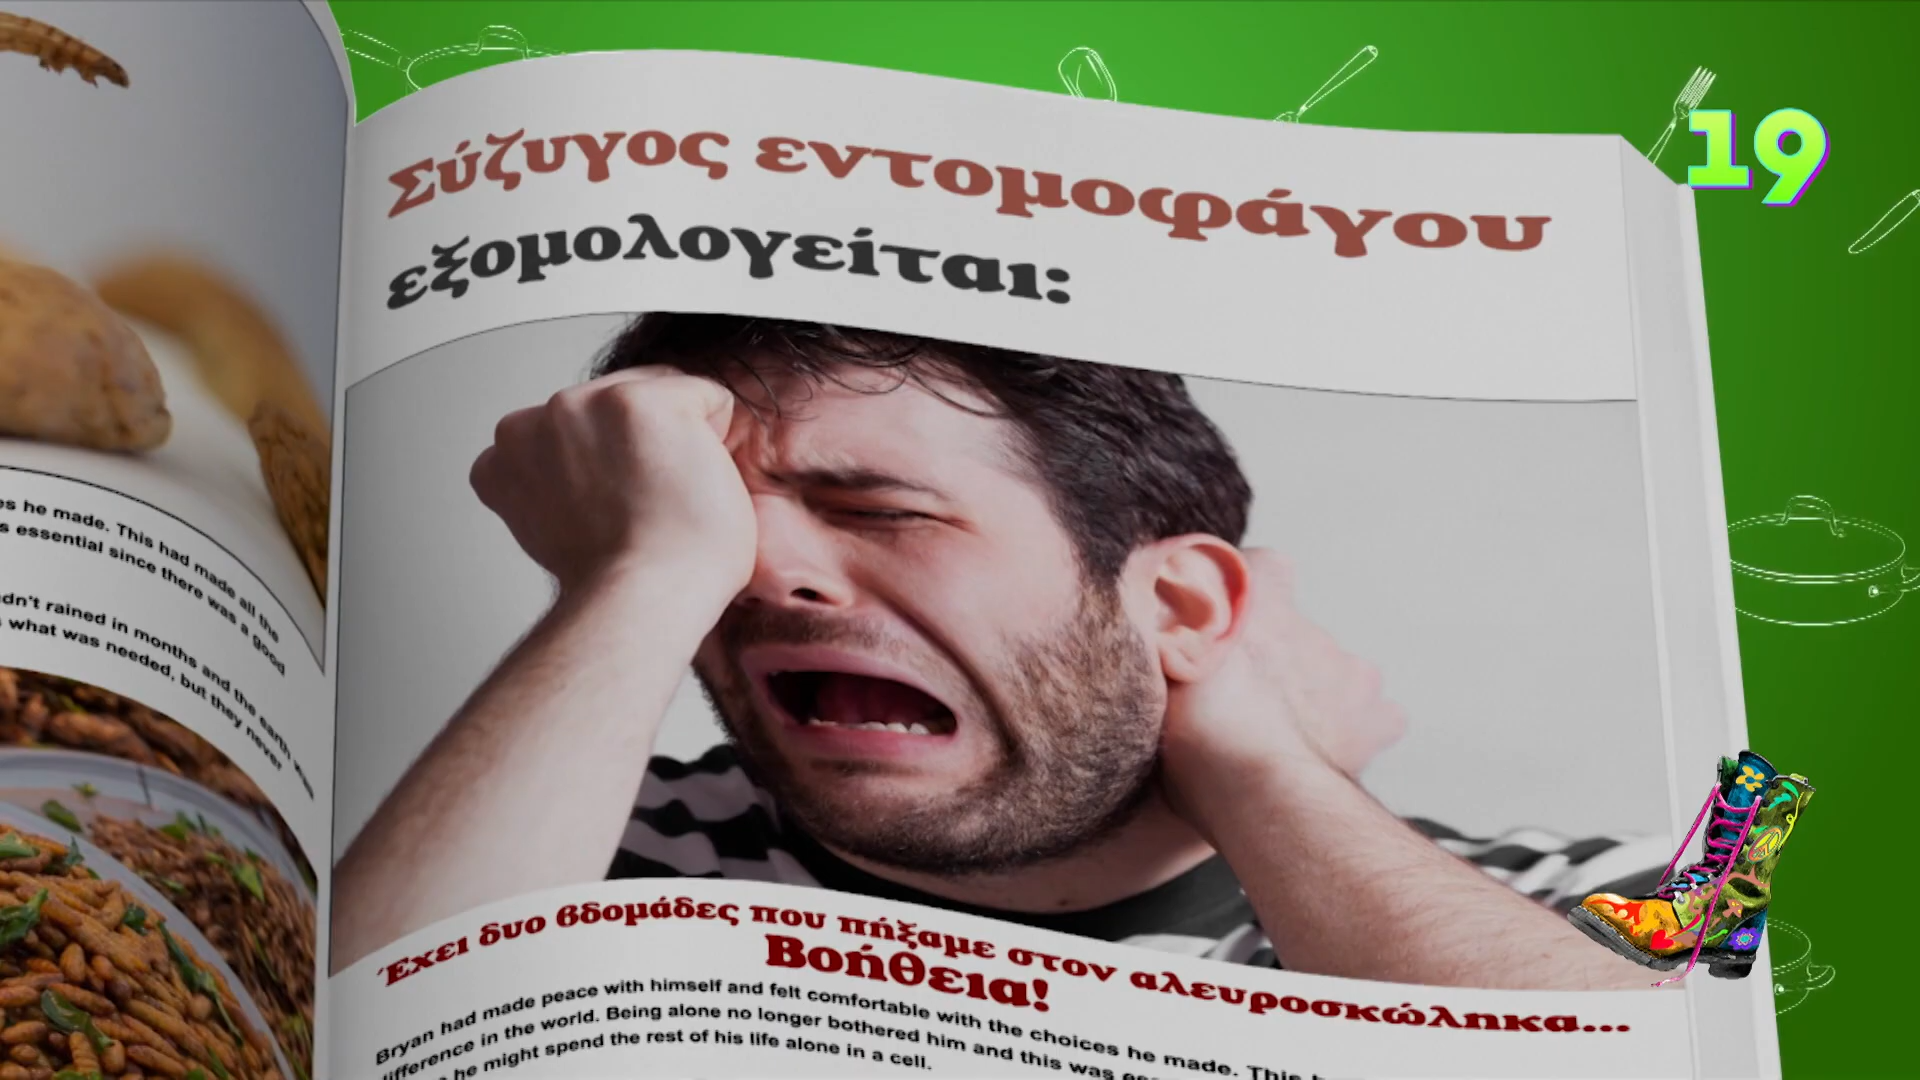 19
Σύζυγος εντομοφάγου
εξομολογείται:
es he made. This had made all the
s essential since there was a good
dn't rained in months and the earth
what was needed, but they never
Έχει δυο βδομάδες που πήξαμε στον αλευροσκώληκα...
Βοήθεια!
Bryan had made peace with himself and felt comfortable with the choices he made. This
difference in the world. Being alone no longer bothered him and this was
he might spend the rest of his life alone in a cell.